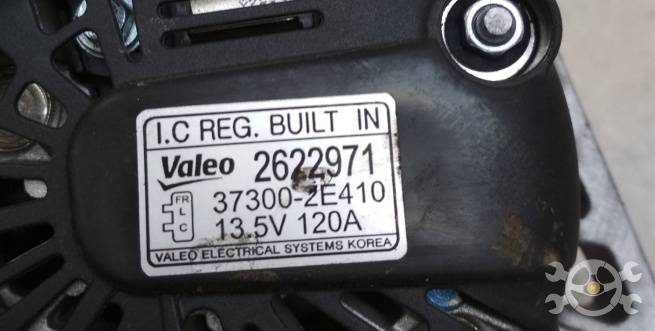 I.C REG. BUILT IN
Valeo 2622971
FR
L
C
37300-2E410
13.5V 120A
VALEO ELECTRICAL SYSTEMS KOREA